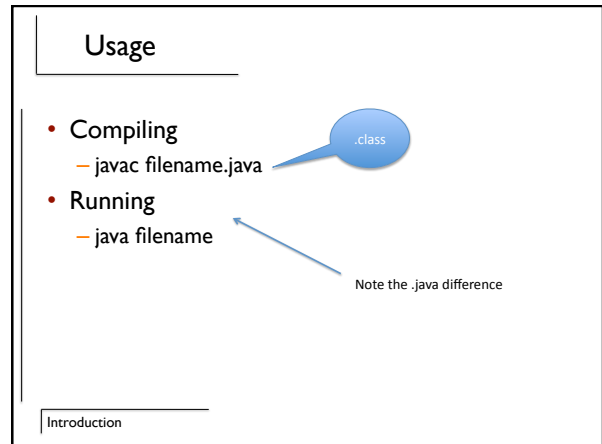 Usage
• Compiling
.class
– javac filename.java
• Running
– java filename
Note the .java difference
Introduction